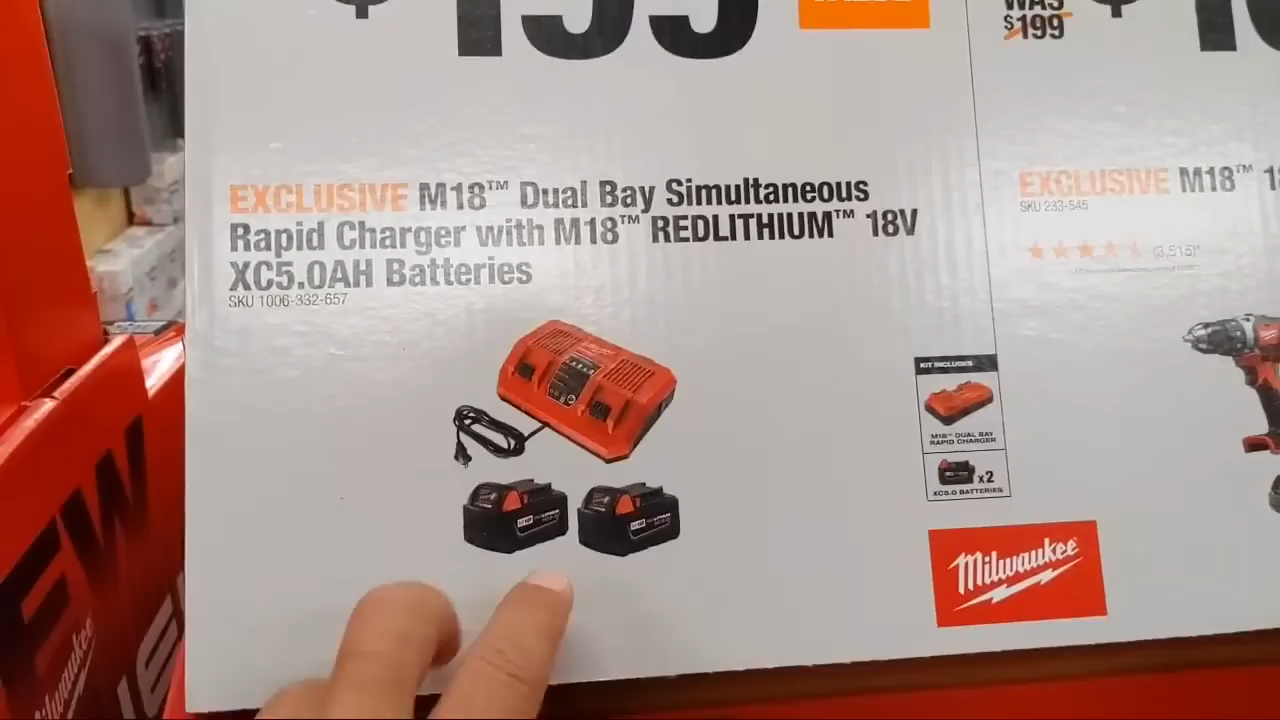 WAS
$199
EXCLUSIVE M18™ Dual Bay Simultaneous
Rapid Charger with M18™ REDLITHIUM™ 18V
XC5.0AH Batteries
SKU 1006-332-657
EXCLUSIVE M18™
SKU 233-545
(3,515)*
KIT INCLUDES
M18™ DUAL BAY
RAPID CHARGER
x2
XC5.0 BATTERIES
Milwaukee
Milwaukee